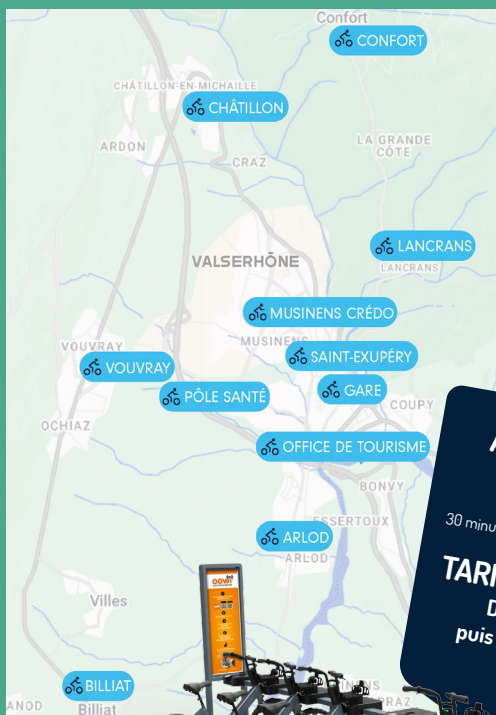 Confort
CONFORT
CHÂTILLON-EN-MICHAILLE
CHÂTILLON
ARDON
LA GRANDE
CÔTE
CRAZ
LANCRANS
LANCRANS
VALSERHÔNE
MUSINENS CRÉDO
MUSINENS
VOUVRAY
SAINT-EXUPÉRY
VOUVRAY
PÔLE SANTÉ
GARE
COUPY
OCHIAZ
OFFICE DE TOURISME
BONVY
30 minu
ESSERTOUX
ARLOD
ARLOD
TARI
OOW!
D
Villes
puis
BILLIAT
Billiat
PRAZ